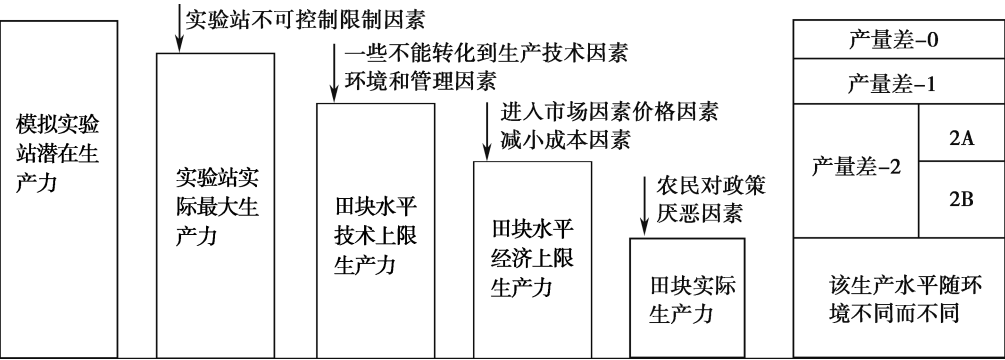 实验站不可控制限制因素
一些不能转化到生产技术因素
环境和管理因素
进入市场因素价格因素
减小成本因素
农民对政策
厌恶因素
模拟实验
站潜在生
产力
实验站实
际最大生
产力
田块水平
技术上限
生产力
田块水平
经济上限
生产力
田块实际
生产力
产量差-0
产量差-1
产量差-2
2A
2B
该生产水平随环
境不同而不同